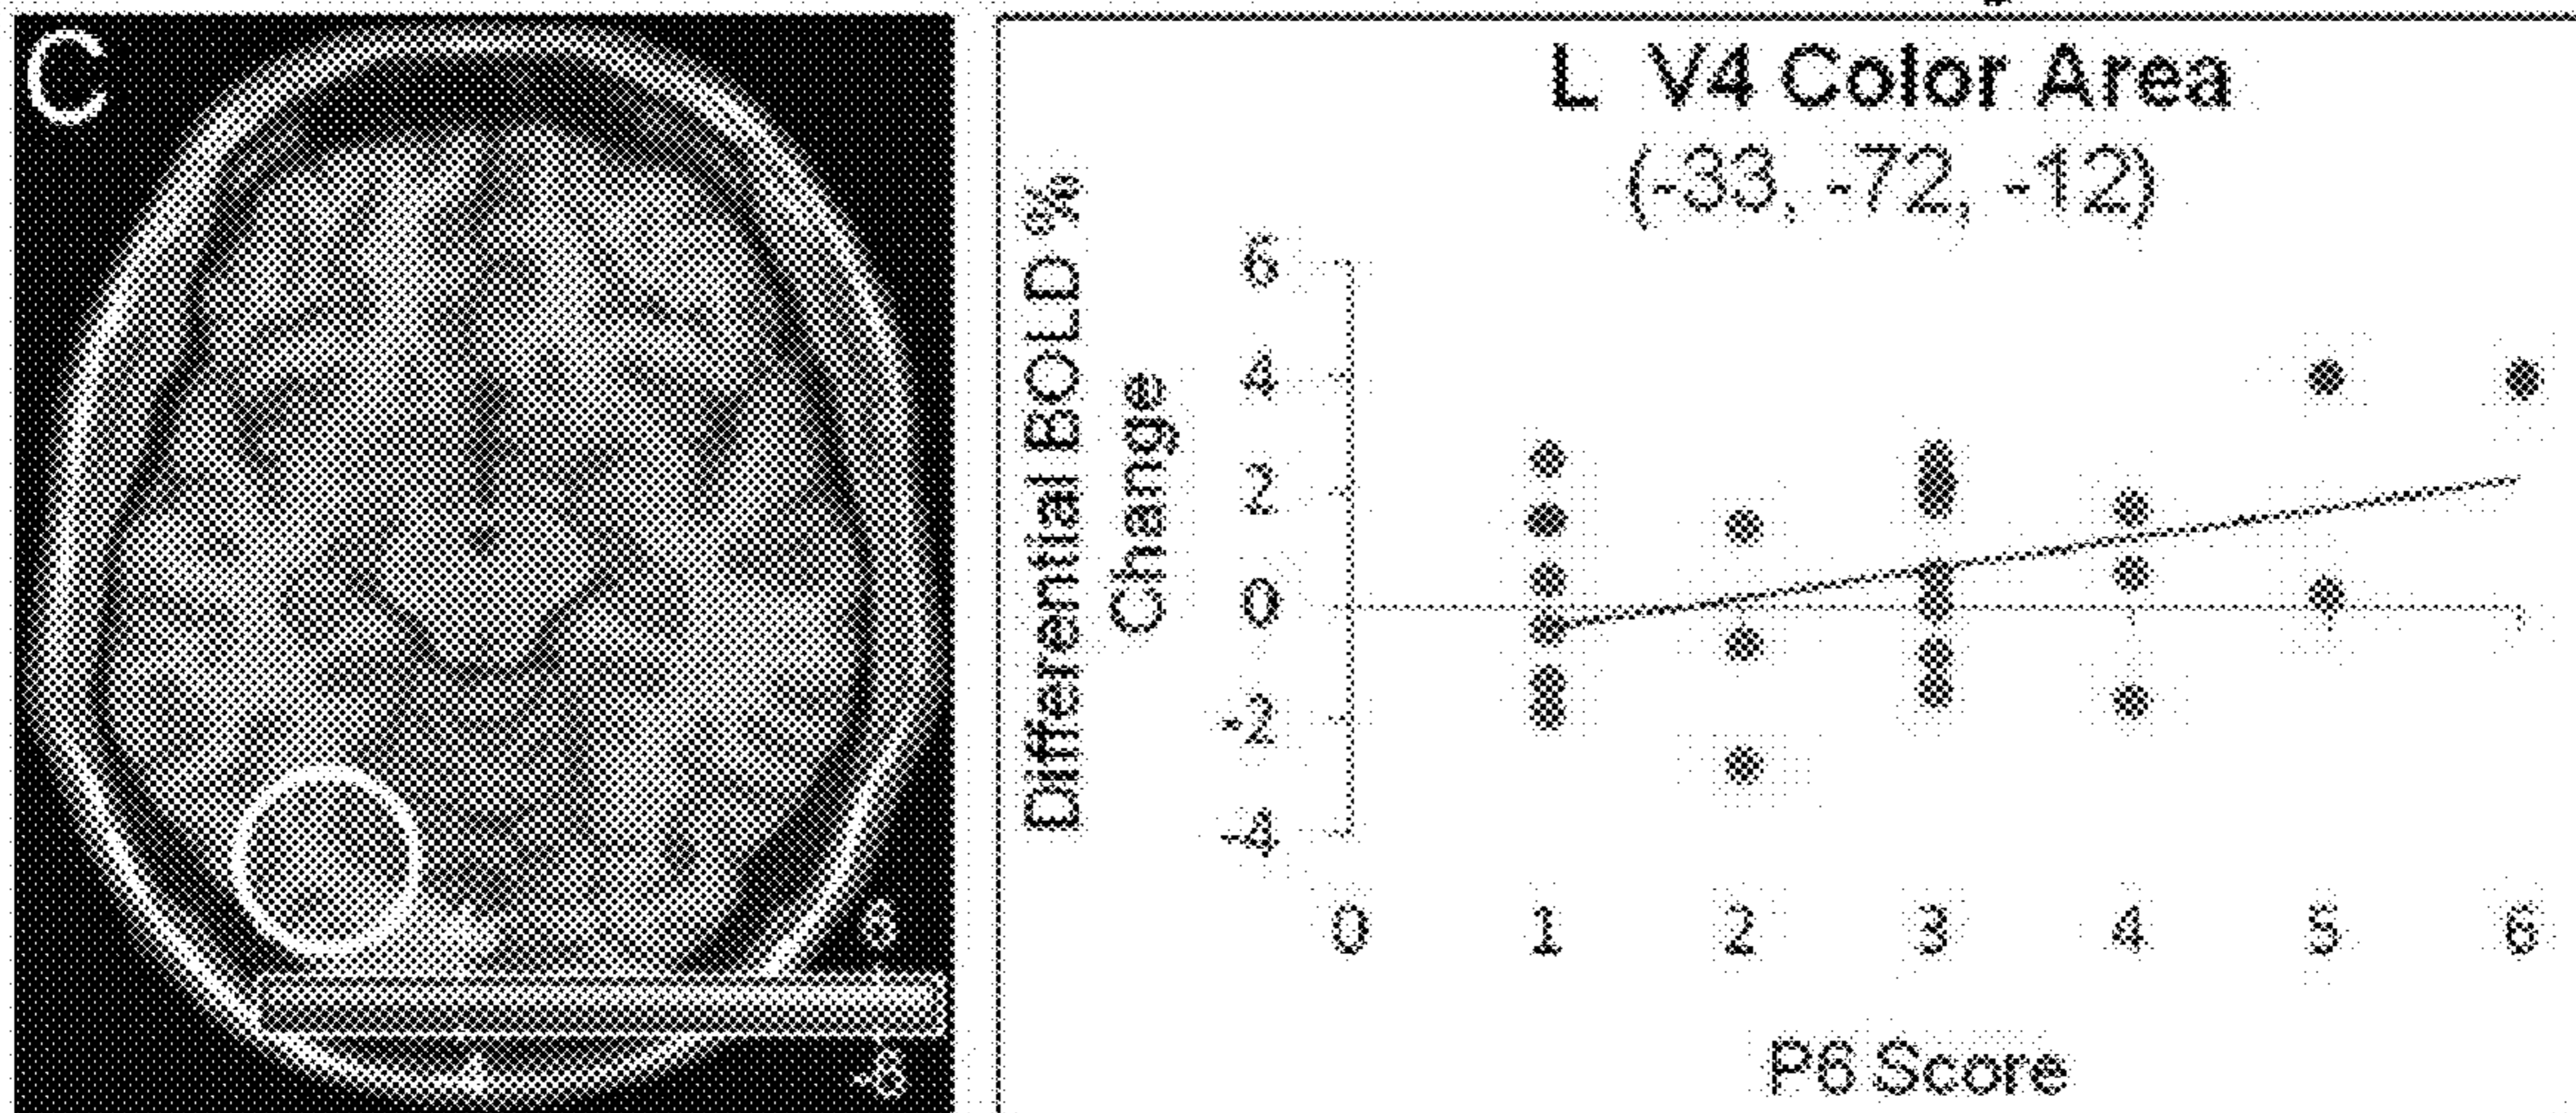 C
L V4 Color Area
(-33, -72, -12)
Differential BOLD %
Change
6
4
2
0
-2
-4
0 1 2 3 4 5 6
P6 Score
-8